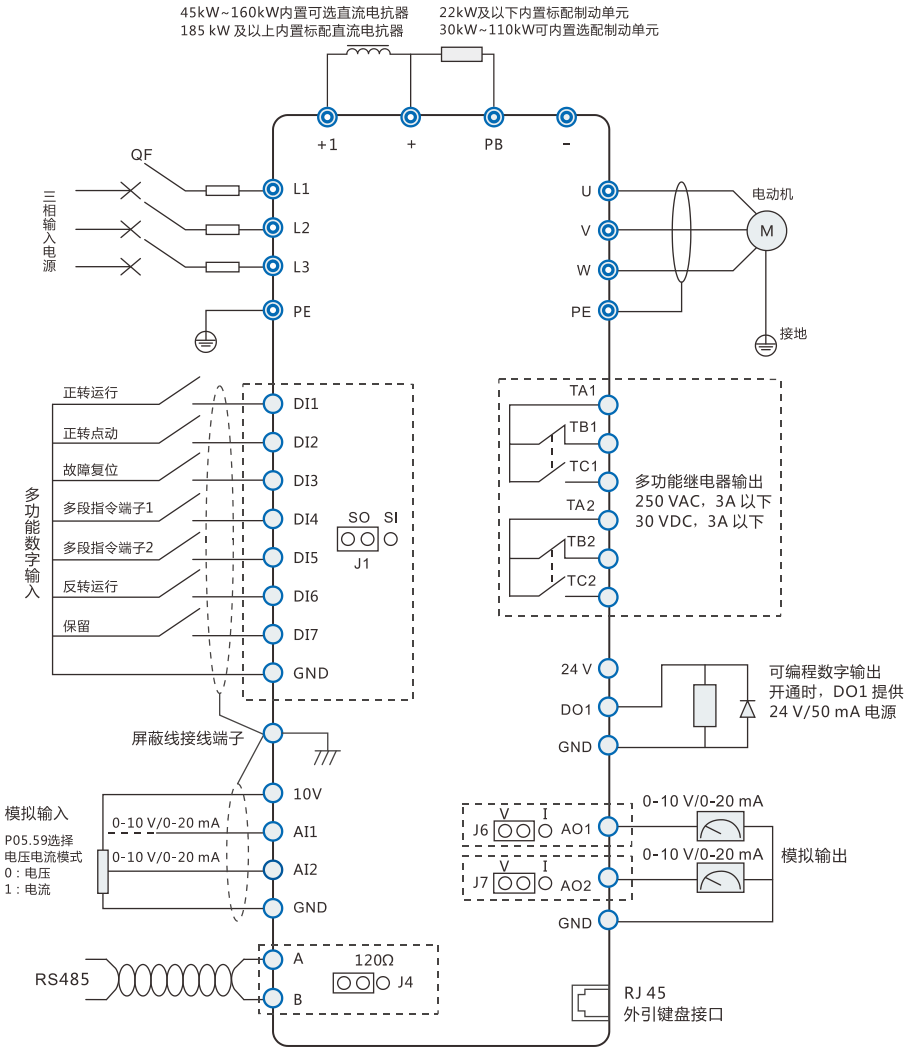 45kW~160kW内置可选直流电抗器
185 kW 及以上内置标配直流电抗器
22kW及以下内置标配制动单元
30kW~110kW可内置选配制动单元
+1
+
PB
-
QF
三相输入电源
L1
L2
L3
PE
U
V
W
PE
电动机
M
接地
多功能数字输入
正转运行
正转点动
故障复位
多段指令端子1
多段指令端子2
反转运行
保留
DI1
DI2
DI3
DI4
DI5
DI6
DI7
GND
SO SI
J1
TA1
TB1
TC1
TA2
TB2
TC2
多功能继电器输出
250 VAC，3A 以下
30 VDC，3A 以下
24 V
DO1
GND
可编程数字输出
开通时，DO1 提供
24 V/50 mA 电源
屏蔽线接线端子
模拟输入
P05.59选择
电压电流模式
0：电压
1：电流
0-10 V/0-20 mA
0-10 V/0-20 mA
10V
AI1
AI2
GND
V I
J6
AO1
0-10 V/0-20 mA
V I
J7
AO2
0-10 V/0-20 mA
GND
模拟输出
RS485
A
B
120Ω
J4
RJ 45
外引键盘接口